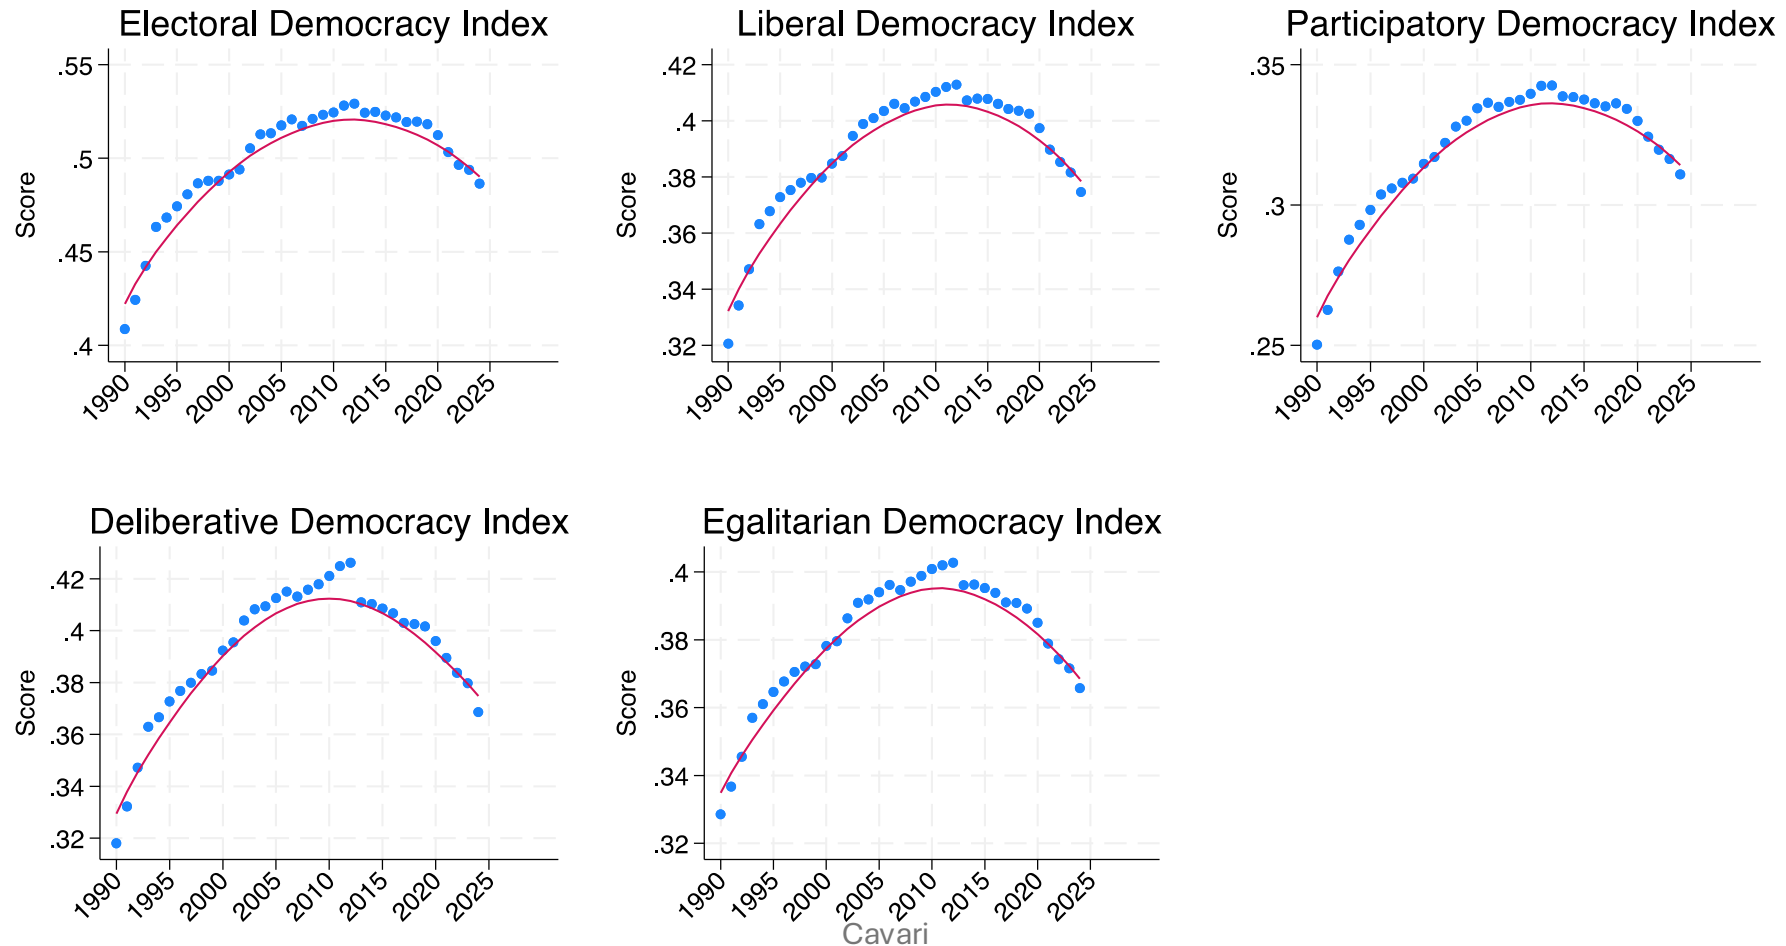 Electoral Democracy Index
Score
.55
.5
.45
.4
1990 1995 2000 2005 2010 2015 2020 2025
Liberal Democracy Index
Score
.42
.4
.38
.36
.34
.32
1990 1995 2000 2005 2010 2015 2020 2025
Participatory Democracy Index
Score
.35
.3
.25
1990 1995 2000 2005 2010 2015 2020 2025
Deliberative Democracy Index
Score
.42
.4
.38
.36
.34
.32
1990 1995 2000 2005 2010 2015 2020 2025
Egalitarian Democracy Index
Score
.4
.38
.36
.34
.32
1990 1995 2000 2005 2010 2015 2020 2025
Cavari